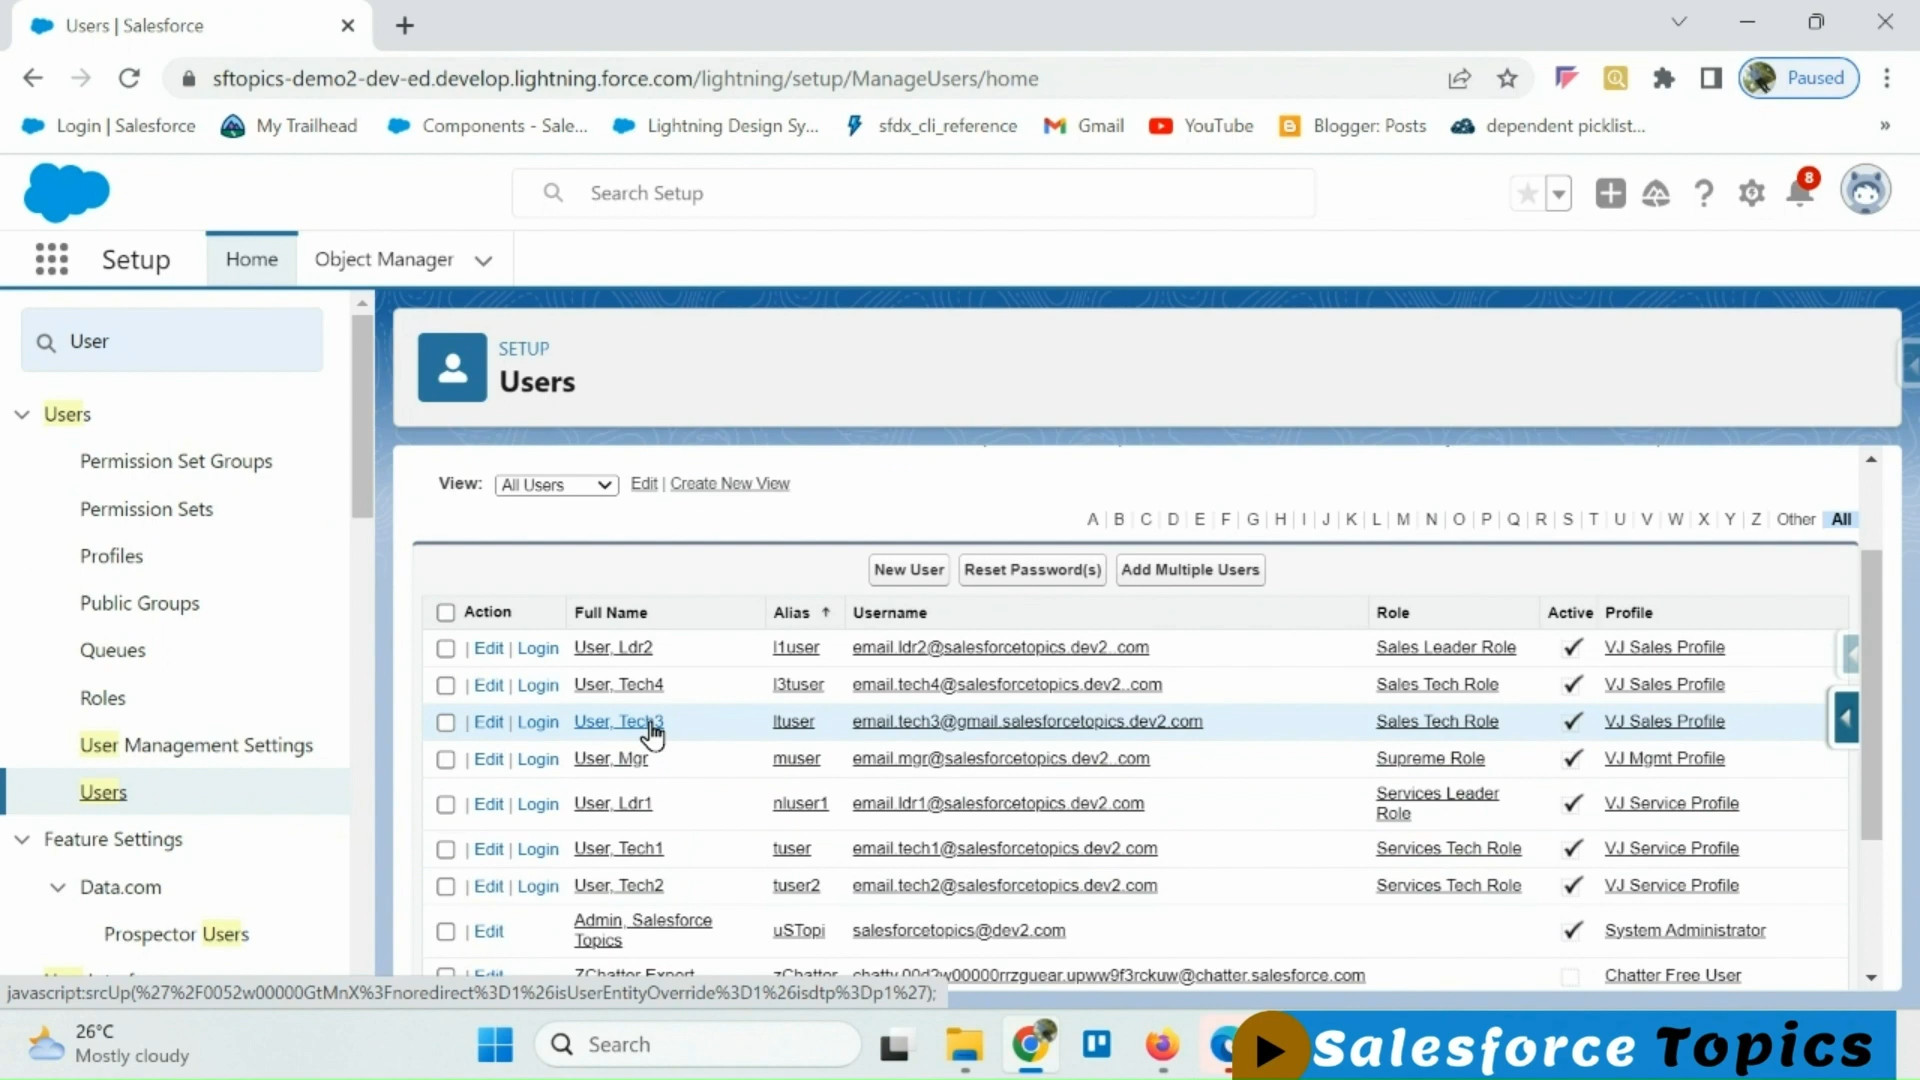 Users | Salesforce
sftopics-demo2-dev-ed.develop.lightning.force.com/lightning/setup/ManageUsers/home
Paused
Login | Salesforce
My Trailhead
Components - Sale...
Lightning Design Sy...
sfdx_cli_reference
Gmail
YouTube
Blogger: Posts
dependent picklist...
Search Setup
8
Setup
Home
Object Manager
User
Users
Permission Set Groups
Permission Sets
Profiles
Public Groups
Queues
Roles
User Management Settings
Users
Feature Settings
Data.com
Prospector Users
SETUP
Users
View: All Users Edit | Create New View
A | B | C | D | E | F | G | H | I | J | K | L | M | N | O | P | Q | R | S | T | U | V | W | X | Y | Z | Other All
New User Reset Password(s) Add Multiple Users
Action Full Name Alias Username Role Active Profile
| Edit | Login User, Ldr2 l1user email.ldr2@salesforcetopics.dev2..com Sales Leader Role VJ Sales Profile
| Edit | Login User, Tech4 l3tuser email.tech4@salesforcetopics.dev2..com Sales Tech Role VJ Sales Profile
| Edit | Login User, Tech3 ltuser email.tech3@gmail.salesforcetopics.dev2.com Sales Tech Role VJ Sales Profile
| Edit | Login User, Mgr muser email.mgr@salesforcetopics.dev2..com Supreme Role VJ Mgmt Profile
| Edit | Login User, Ldr1 nluser1 email.ldr1@salesforcetopics.dev2.com Services Leader Role VJ Service Profile
| Edit | Login User, Tech1 tuser email.tech1@salesforcetopics.dev2.com Services Tech Role VJ Service Profile
| Edit | Login User, Tech2 tuser2 email.tech2@salesforcetopics.dev2.com Services Tech Role VJ Service Profile
| Edit Admin, Salesforce Topics uSTopi salesforcetopics@dev2.com System Administrator
| Edit ZChatter Expert zChatter chatty.00d2w00000rrzguear.upww9f3rckuw@chatter.salesforce.com Chatter Free User
javascript:srcUp(%27%2F0052w00000GtMnX%3Fnoredirect%3D1%26isUserEntityOverride%3D1%26isdtp%3Dp1%27);
26°C
Mostly cloudy
Search
Salesforce Topics